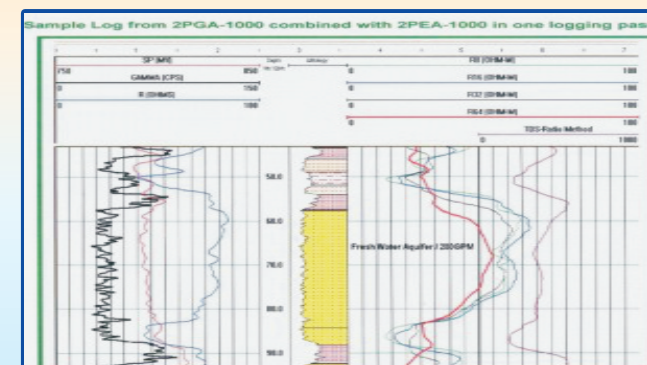 Sample Log from 2PGA-1000 combined with 2PEA-1000 in one logging pas
SP (MV)
750 850
GAMMA (CPS)
0 150
R (OHMS)
0 100
Depth
Lithology
R8 (OHM-M)
0 100
R16 (OHM-M)
0 100
R32 (OHM-M)
0 100
R64 (OHM-M)
0 100
TDS-Ratio Method
0 1000
50.0
60.0
Fresh Water Aquifer / 200GPM
70.0
80.0
90.0